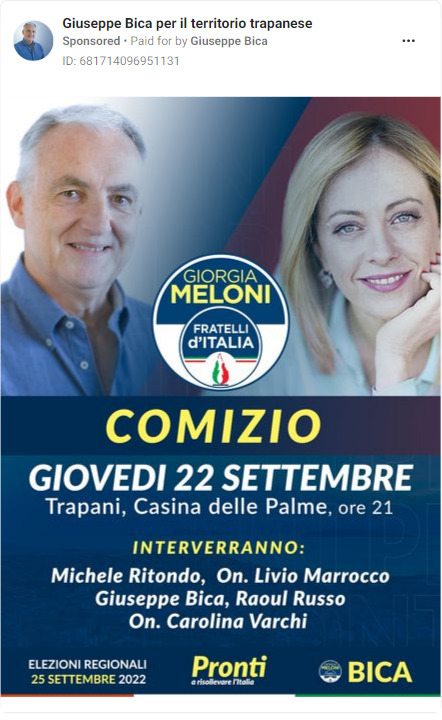 Giuseppe Bica per il territorio trapanese
Sponsored • Paid for by Giuseppe Bica
ID: 681714096951131
GIORGIA
MELONI
FRATELLI
d'ITALIA
COMIZIO
GIOVEDI 22 SETTEMBRE
Trapani, Casina delle Palme, ore 21
INTERVERRANNO:
Michele Ritondo, On. Livio Marrocco
Giuseppe Bica, Raoul Russo
On. Carolina Varchi
ELEZIONI REGIONALI
25 SETTEMBRE 2022
Pronti
a risollevare l'Italia
MELONI
BICA